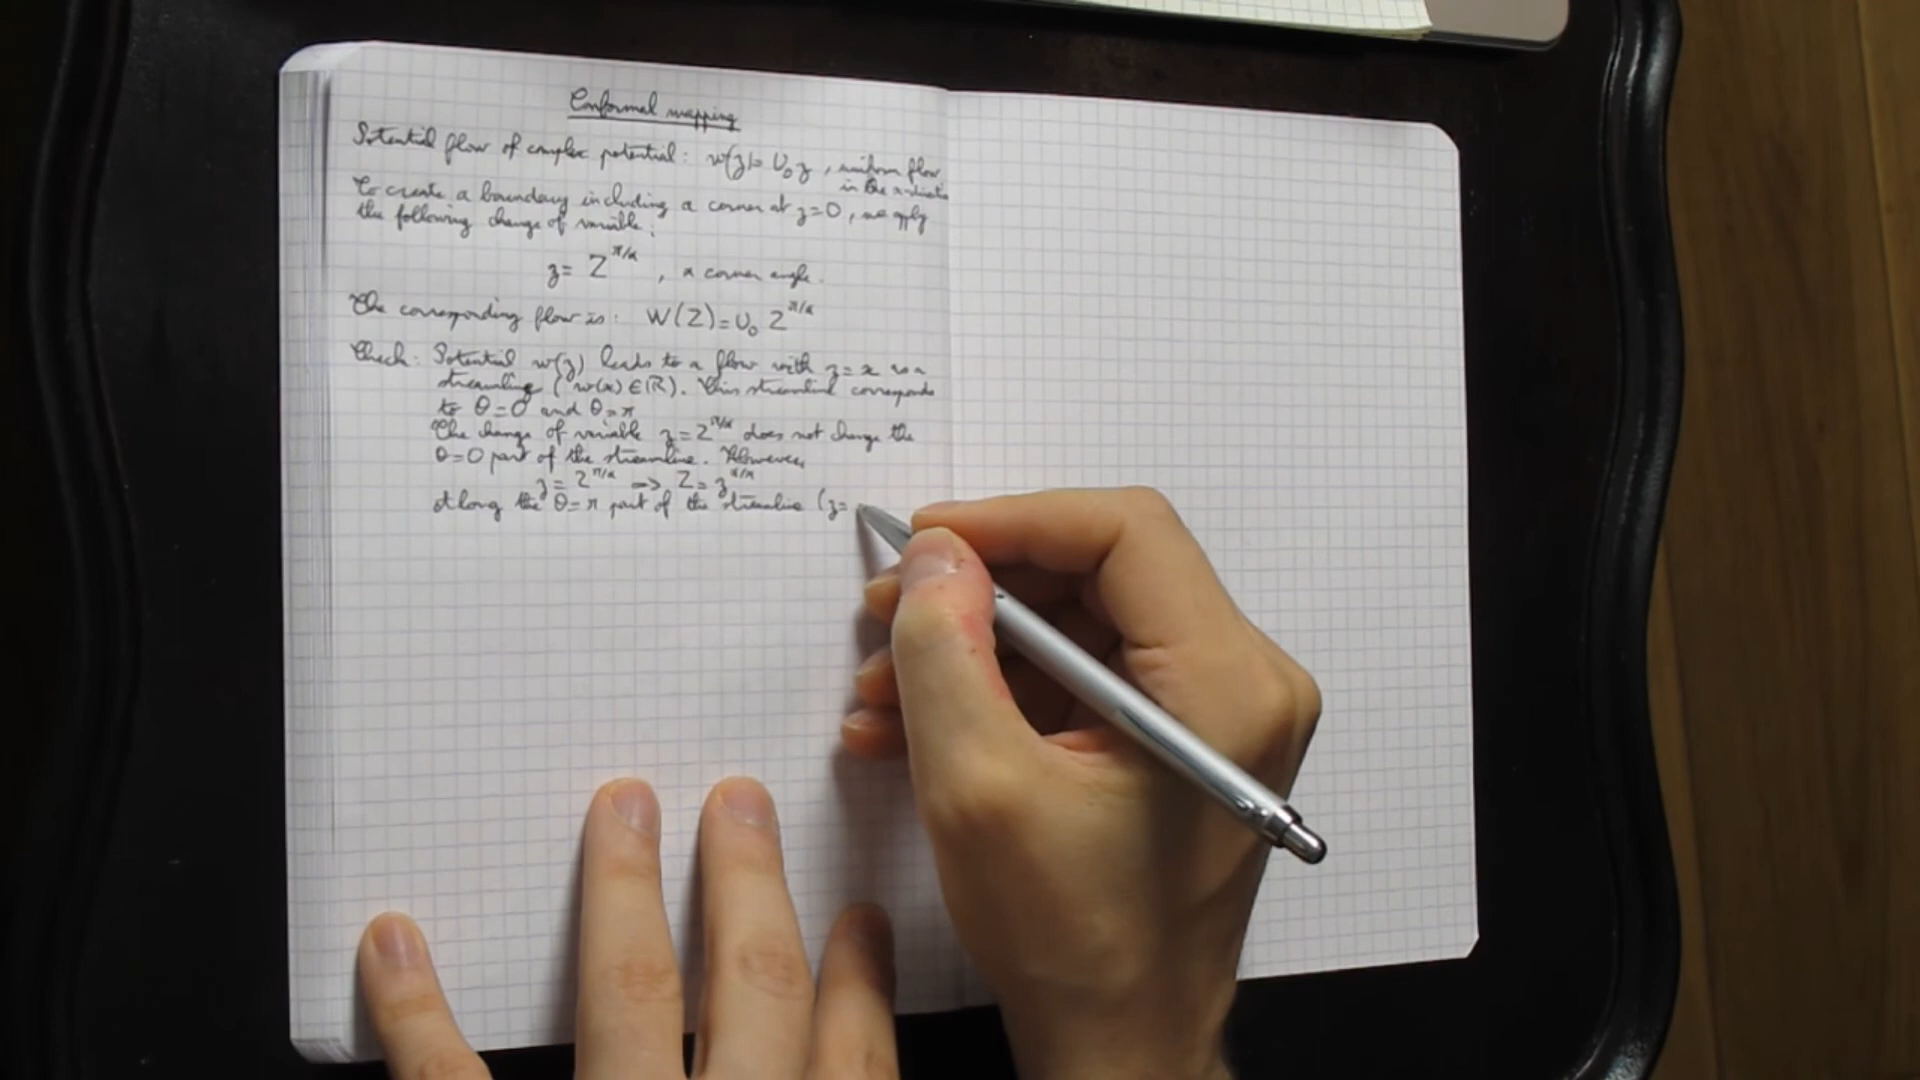 Conformal mapping
Potential flow of complex potential: w(z)= U₀z, uniform flow
in the x-directio
To create a boundary including a corner at z=0, we apply
the following change of variable:
z = Z^{π/α}, α corner angle.
The corresponding flow is: W(Z)=U₀ Z^{π/α}
Check: Potential w(z) leads to a flow with z=x as a
streamline (w(x) ∈ ℝ). This streamline corresponds
to θ=0 and θ=π
The change of variable z=Z^{π/α} does not change the
θ=0 part of the streamline. However,
z = Z^{π/α} => Z = z^{α/π}
Along the θ=π part of the streamline (z=